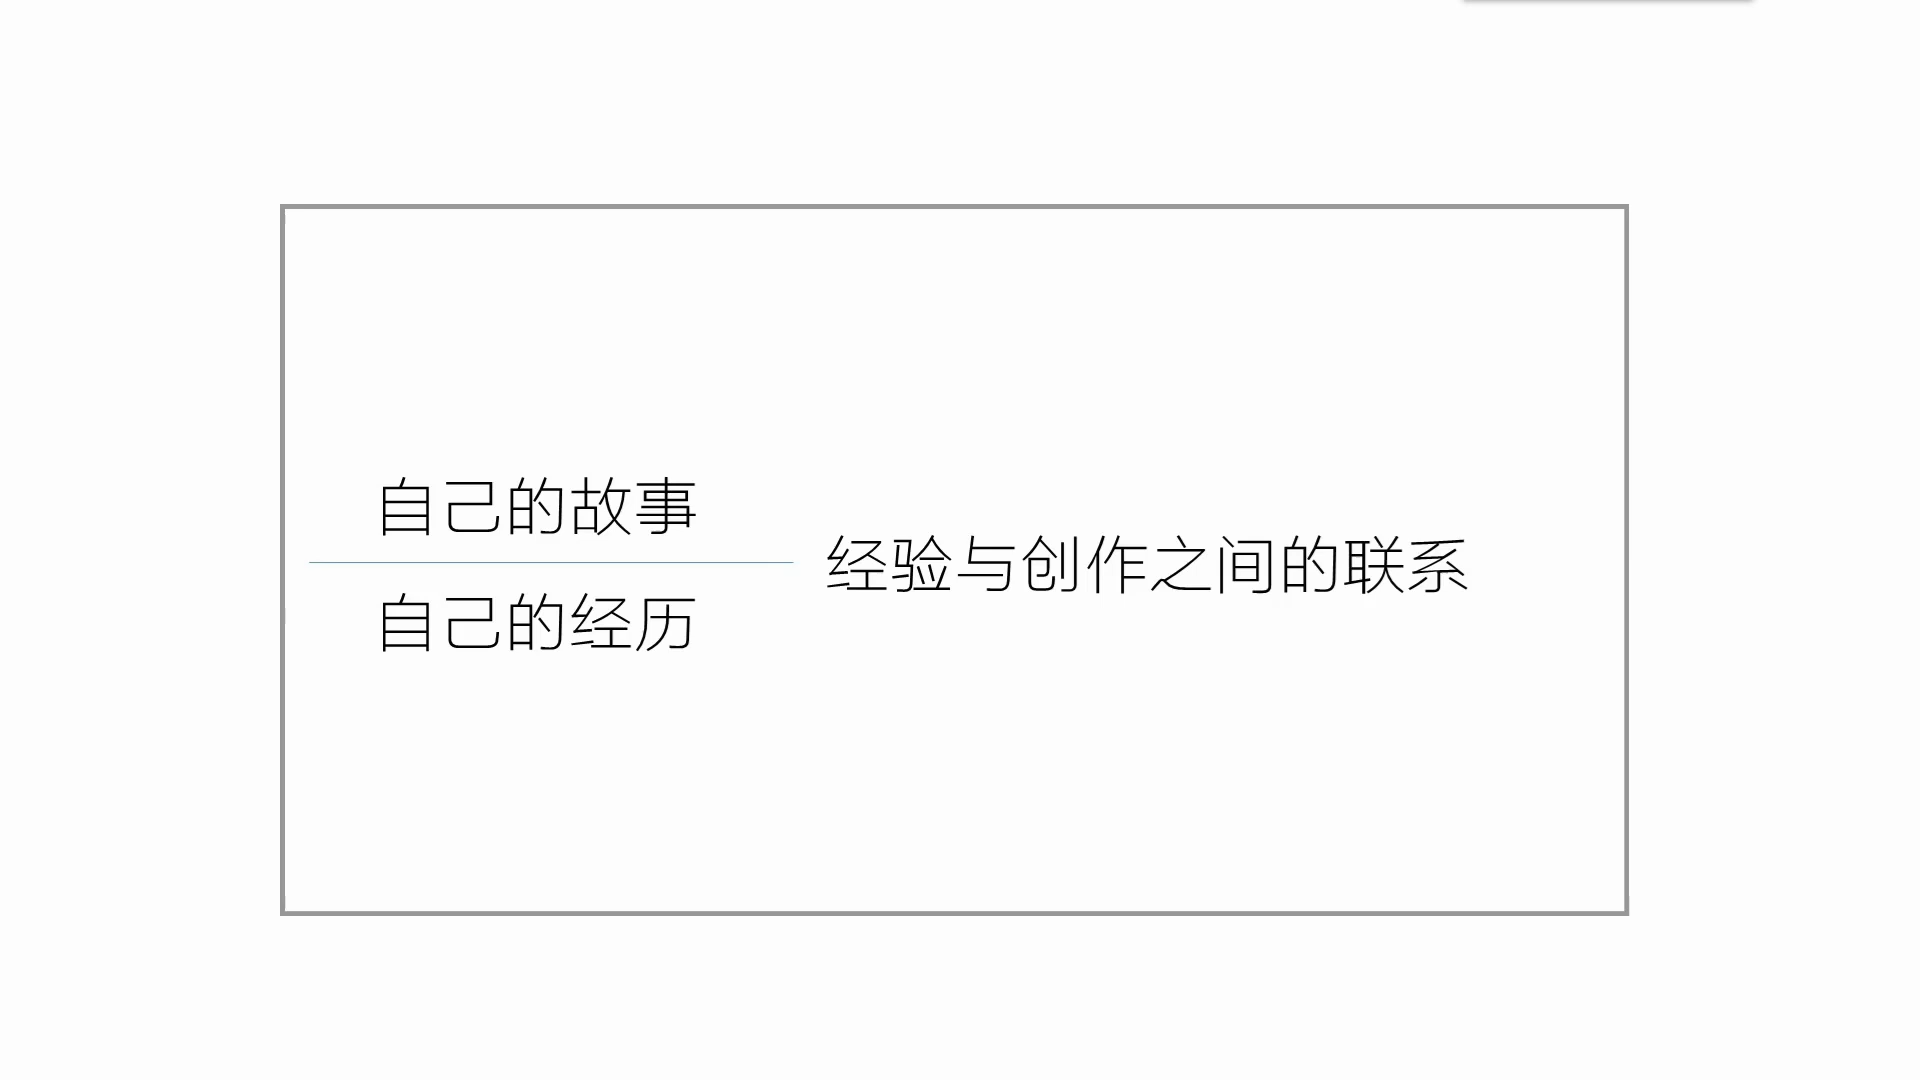 自己的故事
自己的经历
经验与创作之间的联系